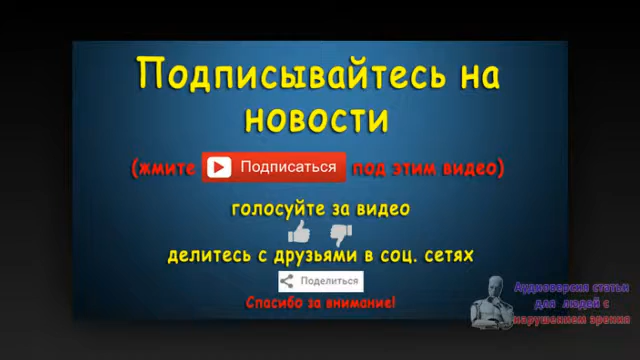 Подписывайтесь на
новости
(жмите Подписаться под этим видео)
голосуйте за видео
делитесь с друзьями в соц. сетях
Поделиться
Спасибо за внимание!
Аудиоверсия статьи
для людей с
нарушением зрения